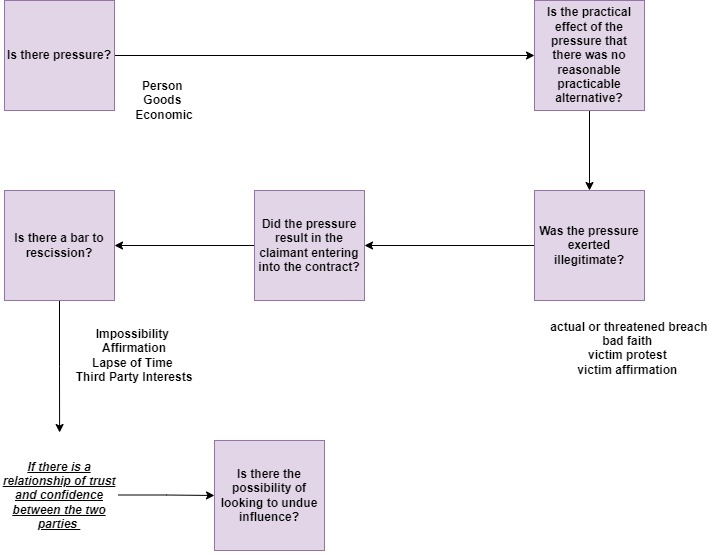 Is there pressure?
Person
Goods
Economic
Is the practical
effect of the
pressure that
there was no
reasonable
practicable
alternative?
Was the pressure
exerted
illegitimate?
actual or threatened breach
bad faith
victim protest
victim affirmation
Did the pressure
result in the
claimant entering
into the contract?
Is there a bar to
rescission?
Impossibility
Affirmation
Lapse of Time
Third Party Interests
If there is a
relationship of trust
and confidence
between the two
parties
Is there the
possibility of
looking to undue
influence?